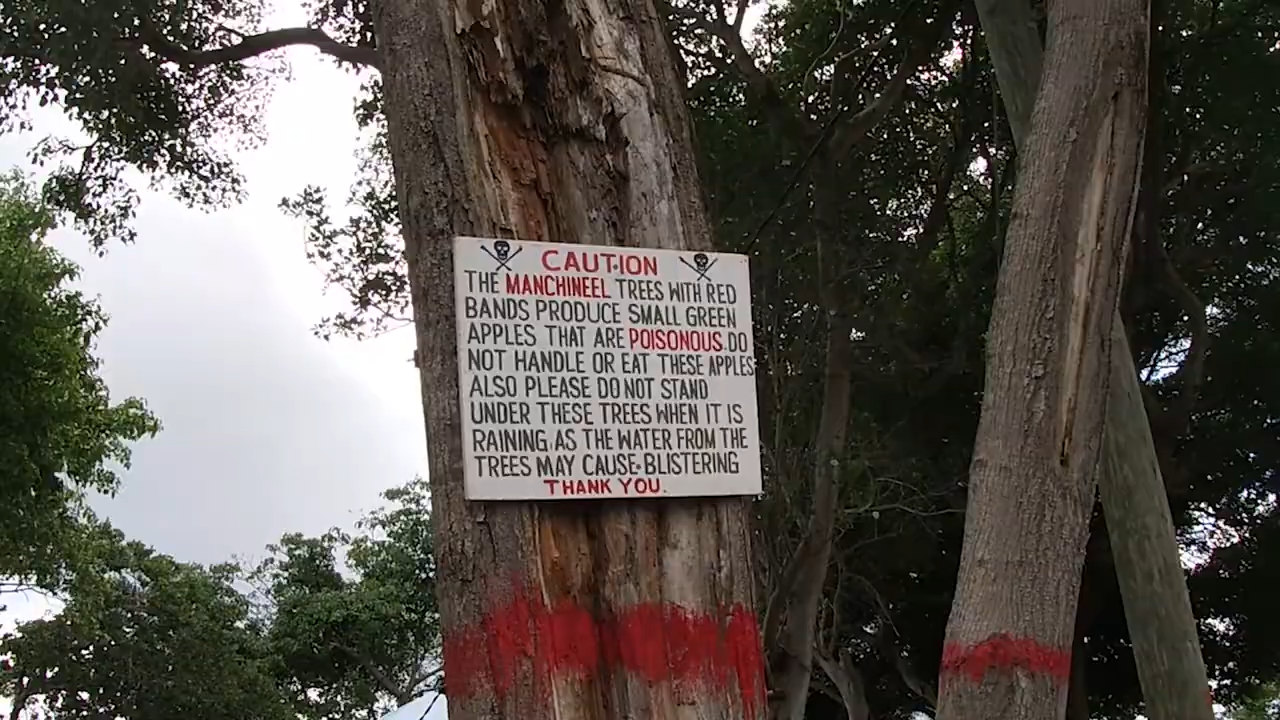 CAUTION
THE MANCHINEEL TREES WITH RED
BANDS PRODUCE SMALL GREEN
APPLES THAT ARE POISONOUS.DO
NOT HANDLE OR EAT THESE APPLES
ALSO PLEASE DO NOT STAND
UNDER THESE TREES WHEN IT IS
RAINING.AS THE WATER FROM THE
TREES MAY CAUSE BLISTERING
THANK YOU.